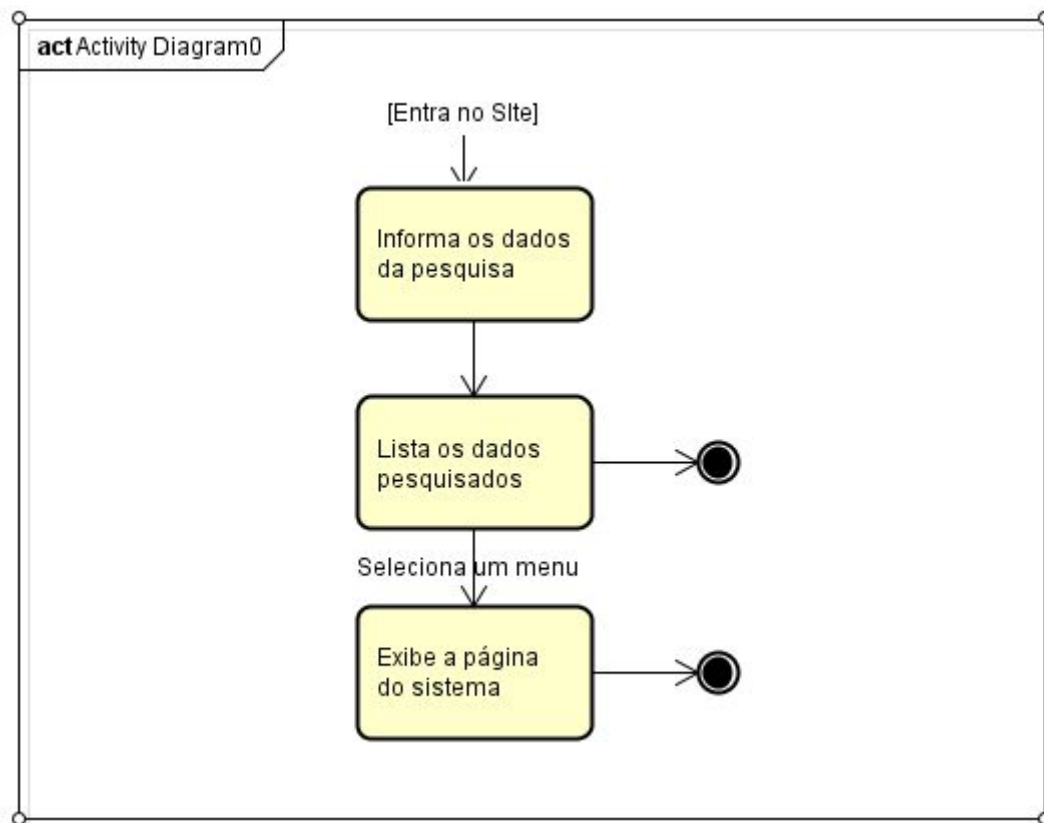 act Activity Diagram0
[Entra no SIte]
Informa os dados
da pesquisa
Lista os dados
pesquisados
Seleciona um menu
Exibe a página
do sistema